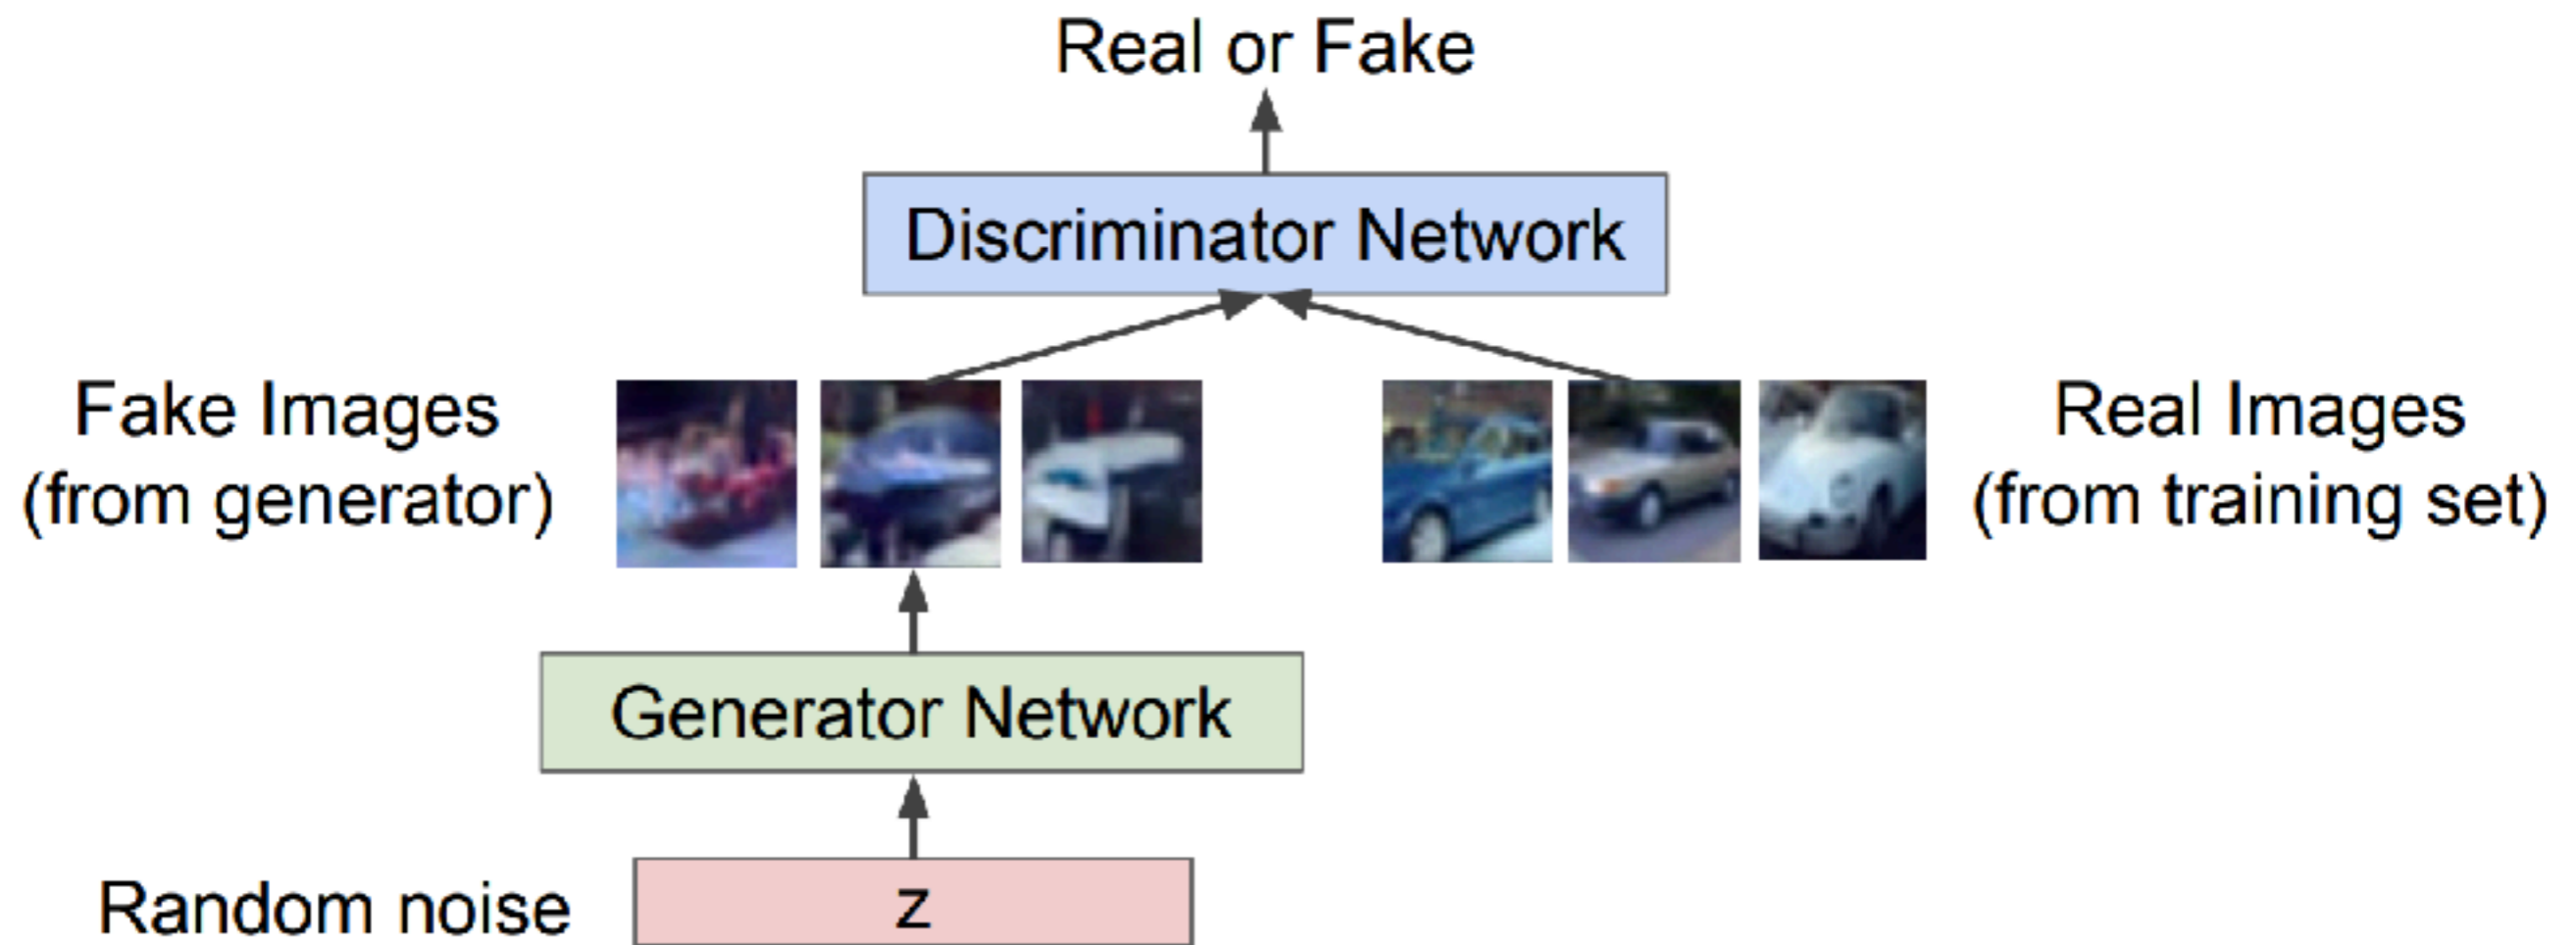 Real or Fake
Discriminator Network
Fake Images
(from generator)
Real Images
(from training set)
Generator Network
Random noise
z